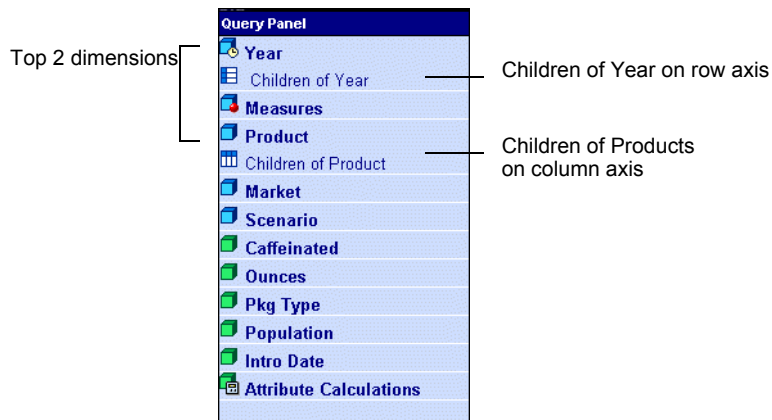 Query Panel
Top 2 dimensions
Year
Children of Year
Children of Year on row axis
Measures
Product
Children of Product
Children of Products
on column axis
Market
Scenario
Caffeinated
Ounces
Pkg Type
Population
Intro Date
Attribute Calculations